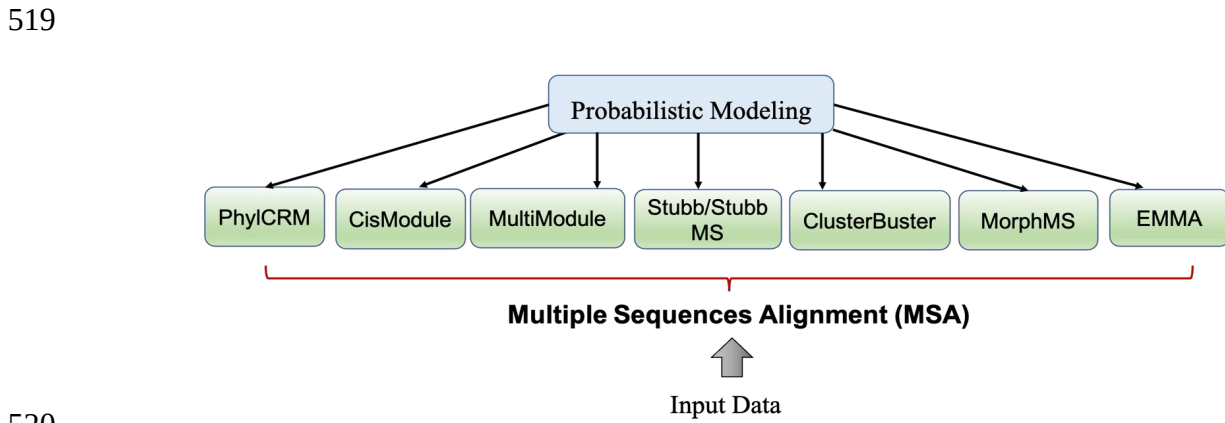 519
Probabilistic Modeling
PhylCRM
CisModule
MultiModule
Stubb/Stubb
MS
ClusterBuster
MorphMS
EMMA
Multiple Sequences Alignment (MSA)
Input Data